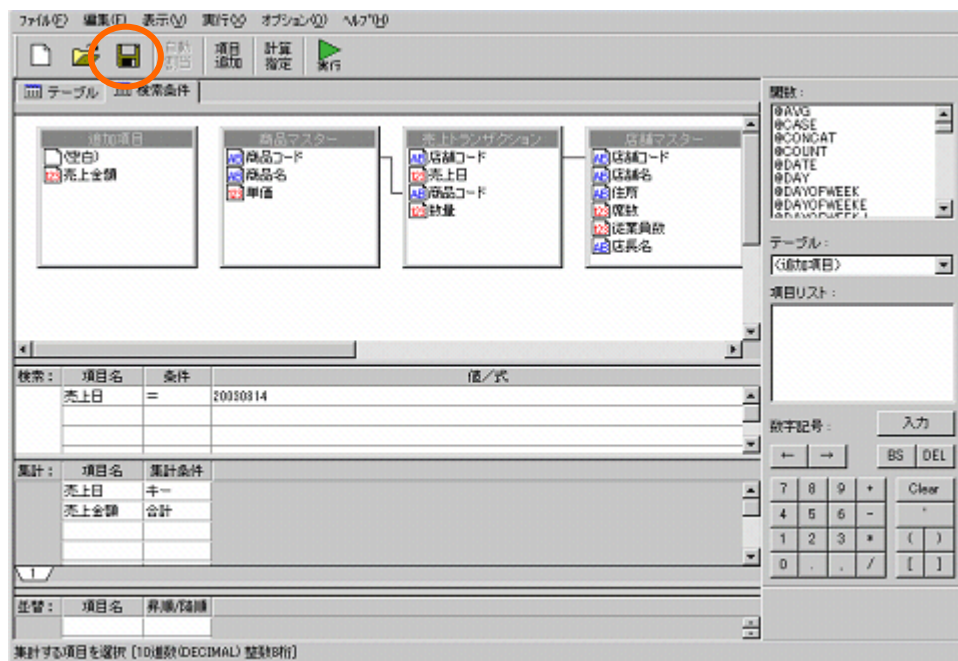 ファイル(F) 編集(E) 表示(V) 実行(X) オプション(O) ヘルプ(H)
自動割当 項目追加 計算指定 実行
テーブル 検索条件
追加項目
(空白)
売上金額
商品マスター
商品コード
商品名
単価
売上トランザクション
店舗コード
売上日
商品コード
数量
店舗マスター
店舗コード
店舗名
住所
席数
従業員数
店長名
検索: 項目名 条件 値/式
売上日 = 20030814
集計: 項目名 集計条件
売上日 キー
売上金額 合計
1
並替: 項目名 昇順/降順
集計する項目を選択 [10進数(DECIMAL) 整数8桁]
関数:
@AVG
@CASE
@CONCAT
@COUNT
@DATE
@DAY
@DAYOFWEEK
@DAYOFWEEKE
テーブル:
<追加項目>
項目リスト:
数字記号: 入力
← → BS DEL
7 8 9 + Clear
4 5 6 - '
1 2 3 * ( )
0 . , / [ ]